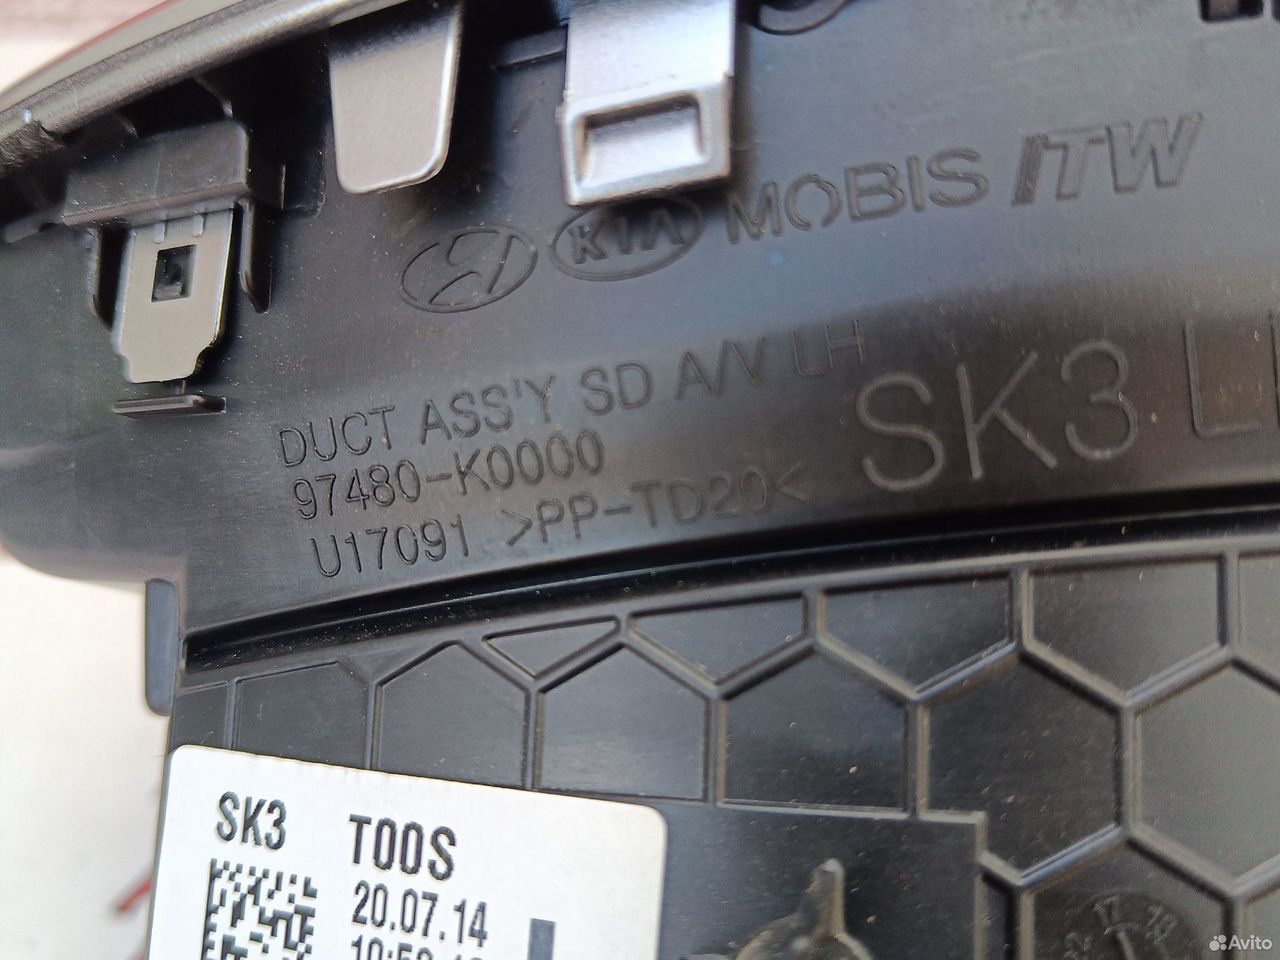 KIA MOBIS ITW
DUCT ASS'Y SD A/V LH
97480-K0000
U17091 >PP-TD20<
SK3 L
SK3 T00S
20.07.14
Avito